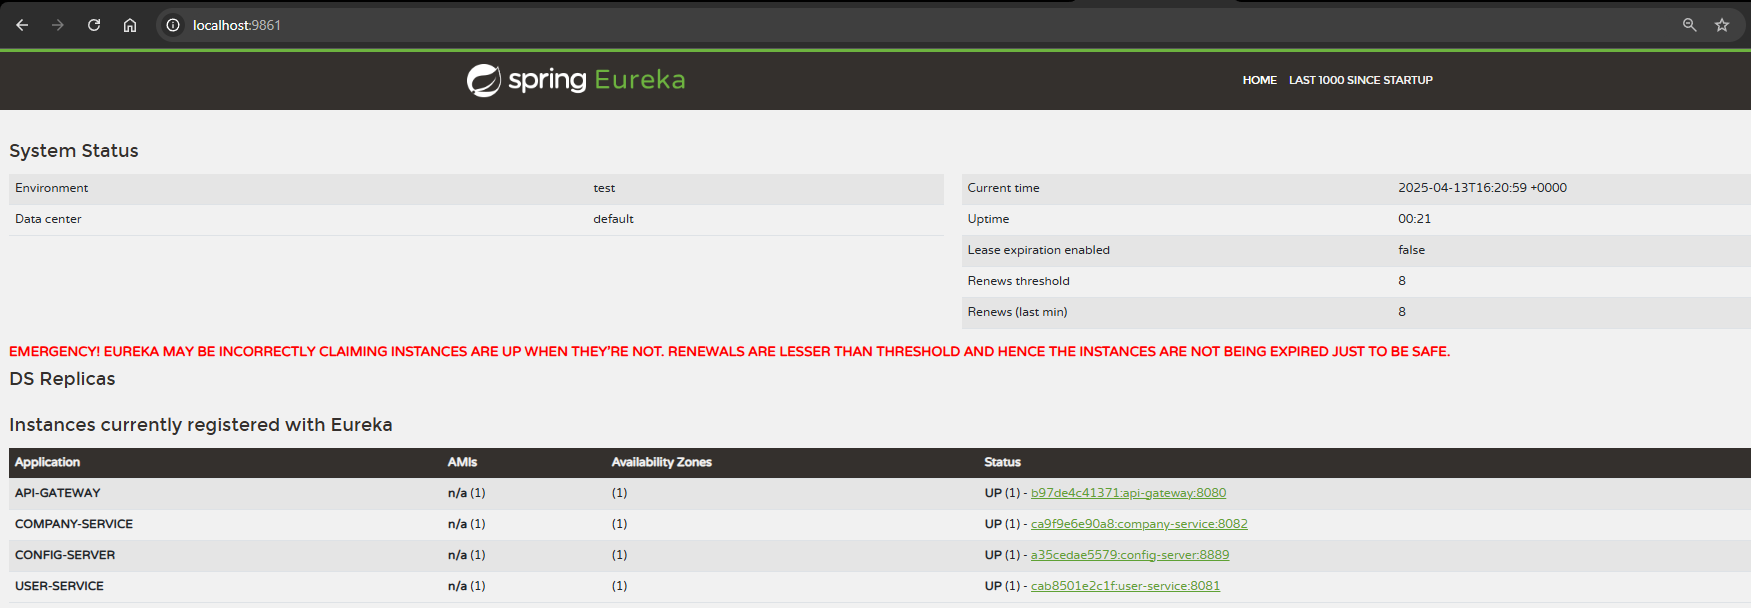 localhost:9861
spring Eureka
HOME LAST 1000 SINCE STARTUP
System Status
Environment test
Data center default
Current time 2025-04-13T16:20:59 +0000
Uptime 00:21
Lease expiration enabled false
Renews threshold 8
Renews (last min) 8
EMERGENCY! EUREKA MAY BE INCORRECTLY CLAIMING INSTANCES ARE UP WHEN THEY'RE NOT. RENEWALS ARE LESSER THAN THRESHOLD AND HENCE THE INSTANCES ARE NOT BEING EXPIRED JUST TO BE SAFE.
DS Replicas
Instances currently registered with Eureka
Application AMIs Availability Zones Status
API-GATEWAY n/a (1) (1) UP (1) - b97de4c41371:api-gateway:8080
COMPANY-SERVICE n/a (1) (1) UP (1) - ca9f9e6e90a8:company-service:8082
CONFIG-SERVER n/a (1) (1) UP (1) - a35cedae5579:config-server:8889
USER-SERVICE n/a (1) (1) UP (1) - cab8501e2c1f:user-service:8081